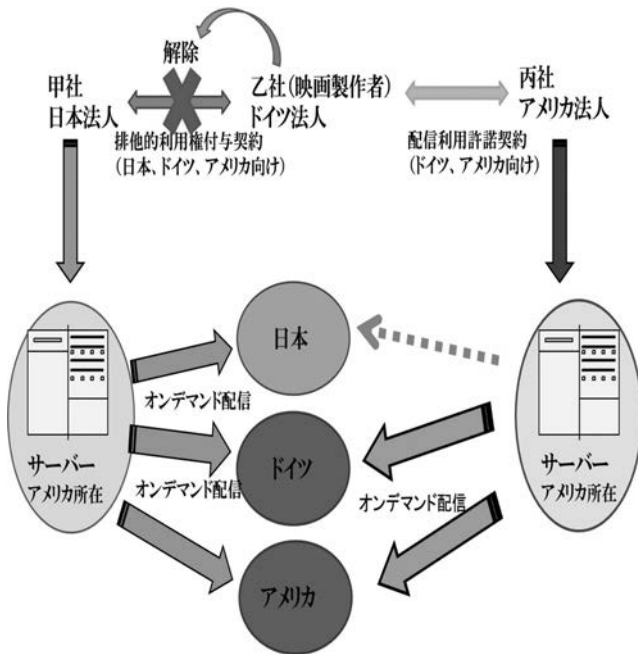 解除
甲社
日本法人
乙社(映画製作者)
ドイツ法人
丙社
アメリカ法人
排他的利用権付与契約
(日本、ドイツ、アメリカ向け)
配信利用許諾契約
(ドイツ、アメリカ向け)
日本
オンデマンド配信
サーバー
アメリカ所在
ドイツ
オンデマンド配信
オンデマンド配信
サーバー
アメリカ所在
アメリカ